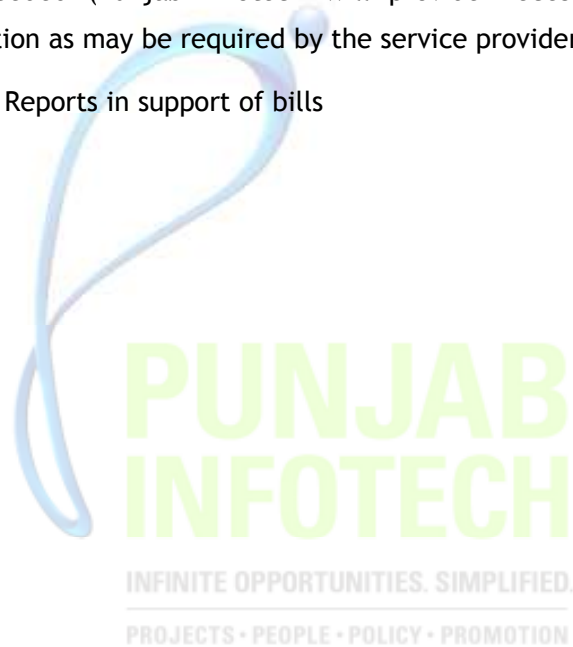 tion as may be required by the service provider
Reports in support of bills
PUNJAB
INFOTECH
INFINITE OPPORTUNITIES. SIMPLIFIED.
PROJECTS • PEOPLE • POLICY • PROMOTION